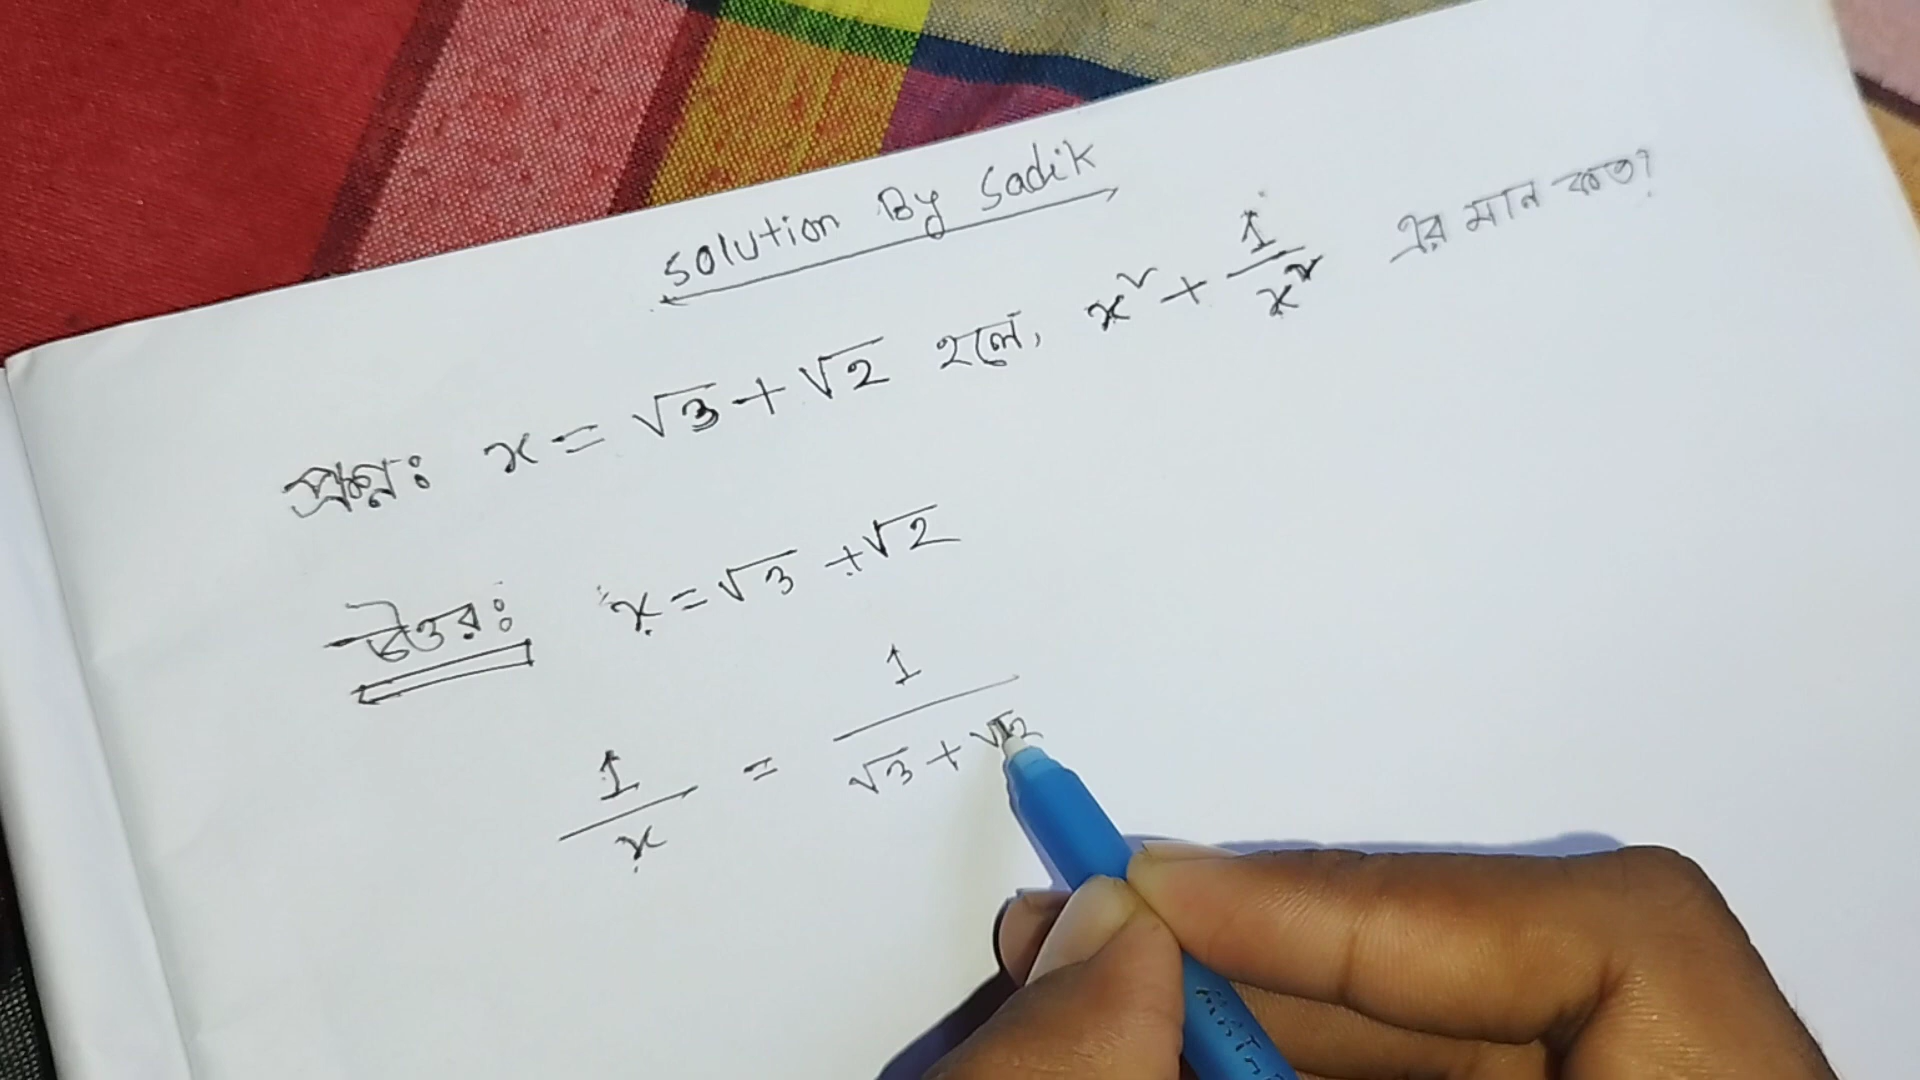 Solution By Sadik
প্রশ্নঃ x = √3 + √2 হলে, x² + 1/x² এর মান কত?
উত্তরঃ x = √3 + √2
1/x = 1/(√3 + √2)